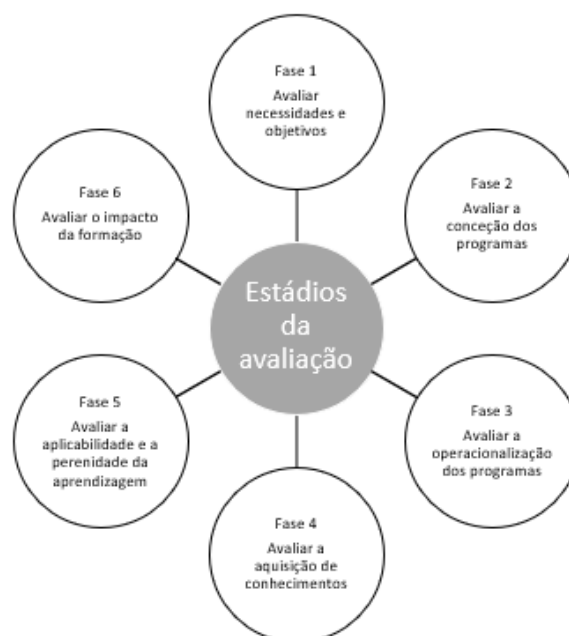 Fase 1
Avaliar
necessidades e
objetivos
Fase 2
Avaliar a
conceção dos
programas
Fase 3
Avaliar a
operacionalização
dos programas
Fase 4
Avaliar a
aquisição de
conhecimentos
Fase 5
Avaliar a
aplicabilidade e a
perenidade da
aprendizagem
Fase 6
Avaliar o impacto
da formação
Estádios
da
avaliação